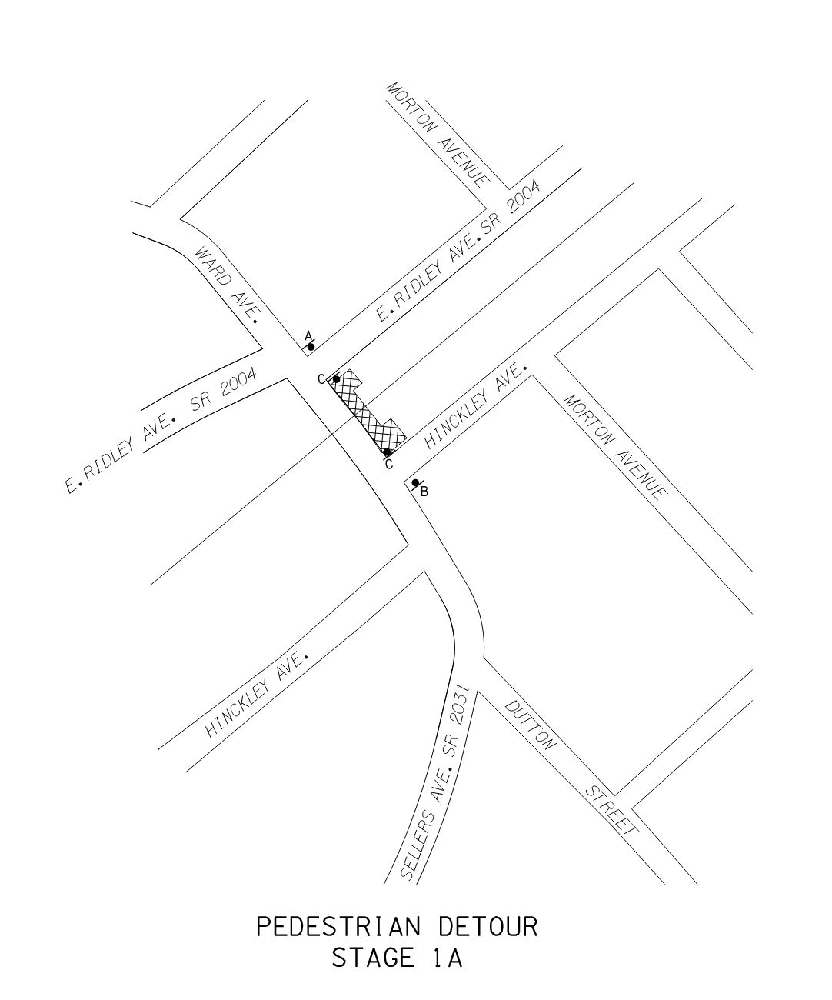 MORTON AVENUE
E.RIDLEY AVE.SR 2004
WARD AVE.
A
C
E.RIDLEY AVE. SR 2004
HINCKLEY AVE.
C
B
MORTON AVENUE
HINCKLEY AVE.
SELLERS AVE. SR 2031
DUTTON STREET
PEDESTRIAN DETOUR
STAGE 1A